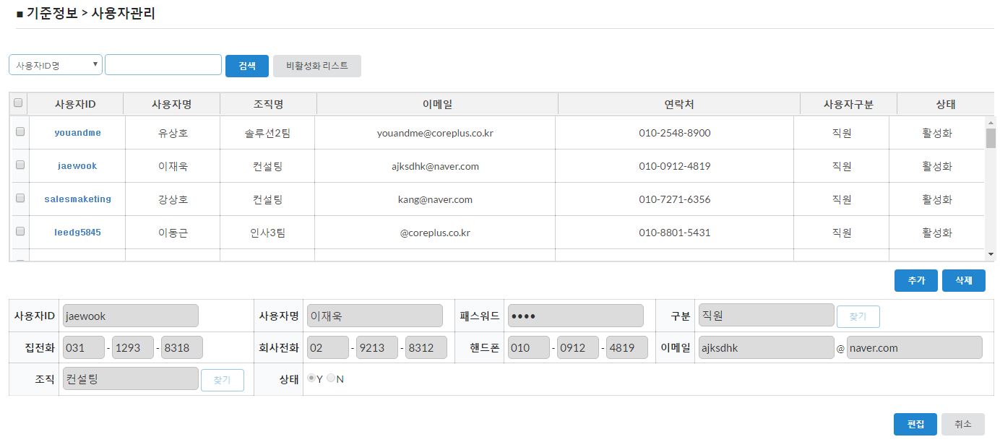 ■ 기준정보 > 사용자관리
사용자ID명 검색 비활성화 리스트
사용자ID 사용자명 조직명 이메일 연락처 사용자구분 상태
youandme 유상호 솔루션2팀 youandme@coreplus.co.kr 010-2548-8900 직원 활성화
jaewook 이재욱 컨설팅 ajksdhk@naver.com 010-0912-4819 직원 활성화
salesmaketing 강상호 컨설팅 kang@naver.com 010-7271-6356 직원 활성화
leedg5845 이동근 인사3팀 @coreplus.co.kr 010-8801-5431 직원 활성화
추가 삭제
사용자ID jaewook 사용자명 이재욱 패스워드 •••• 구분 직원 찾기
집전화 031 - 1293 - 8318 회사전화 02 - 9213 - 8312 핸드폰 010 - 0912 - 4819 이메일 ajksdhk @ naver.com
조직 컨설팅 찾기 상태 Y N
편집 취소